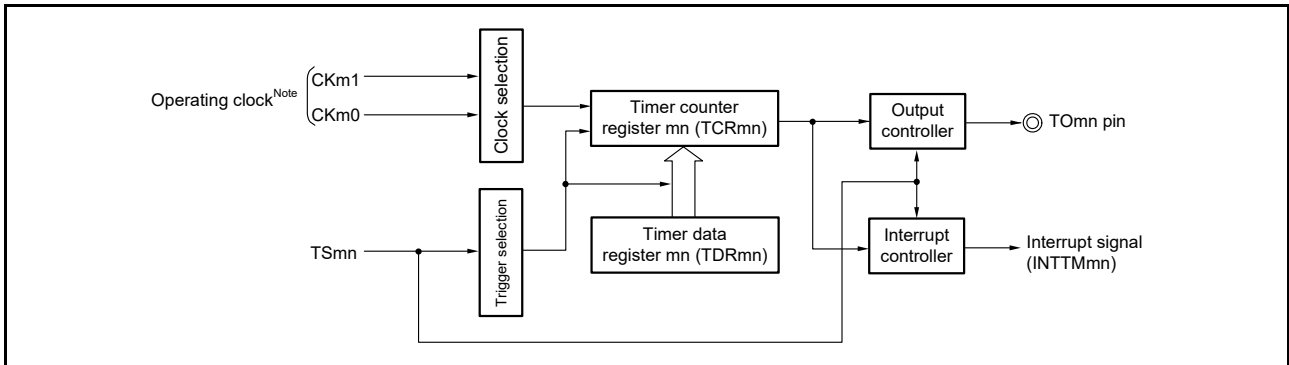 Operating clock Note
CKm1
CKm0
Clock selection
Timer counter
register mn (TCRmn)
Output
controller
TOmn pin
TSmn
Trigger selection
Timer data
register mn (TDRmn)
Interrupt
controller
Interrupt signal
(INTTMmn)